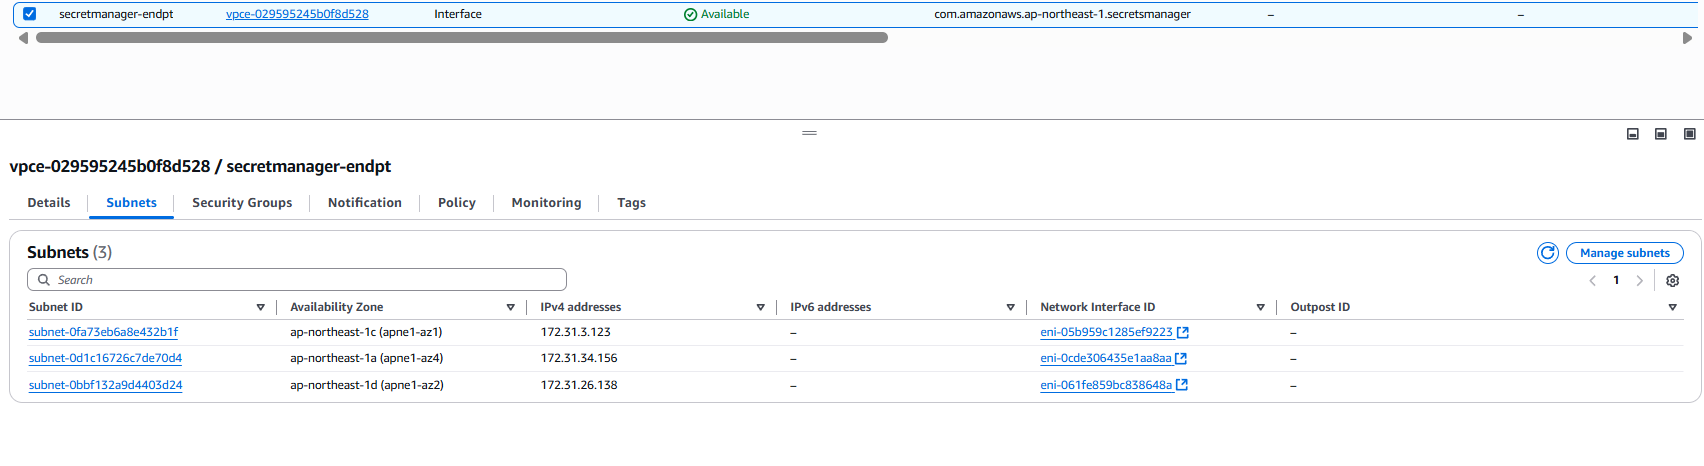 secretmanager-endpt vpce-029595245b0f8d528 Interface Available com.amazonaws.ap-northeast-1.secretsmanager – –
vpce-029595245b0f8d528 / secretmanager-endpt
Details Subnets Security Groups Notification Policy Monitoring Tags
Subnets (3) Manage subnets
Search 1
Subnet ID Availability Zone IPv4 addresses IPv6 addresses Network Interface ID Outpost ID
subnet-0fa73eb6a8e432b1f ap-northeast-1c (apne1-az1) 172.31.3.123 – eni-05b959c1285ef9223 –
subnet-0d1c16726c7de70d4 ap-northeast-1a (apne1-az4) 172.31.34.156 – eni-0cde306435e1aa8aa –
subnet-0bbf132a9d4403d24 ap-northeast-1d (apne1-az2) 172.31.26.138 – eni-061fe859bc838648a –